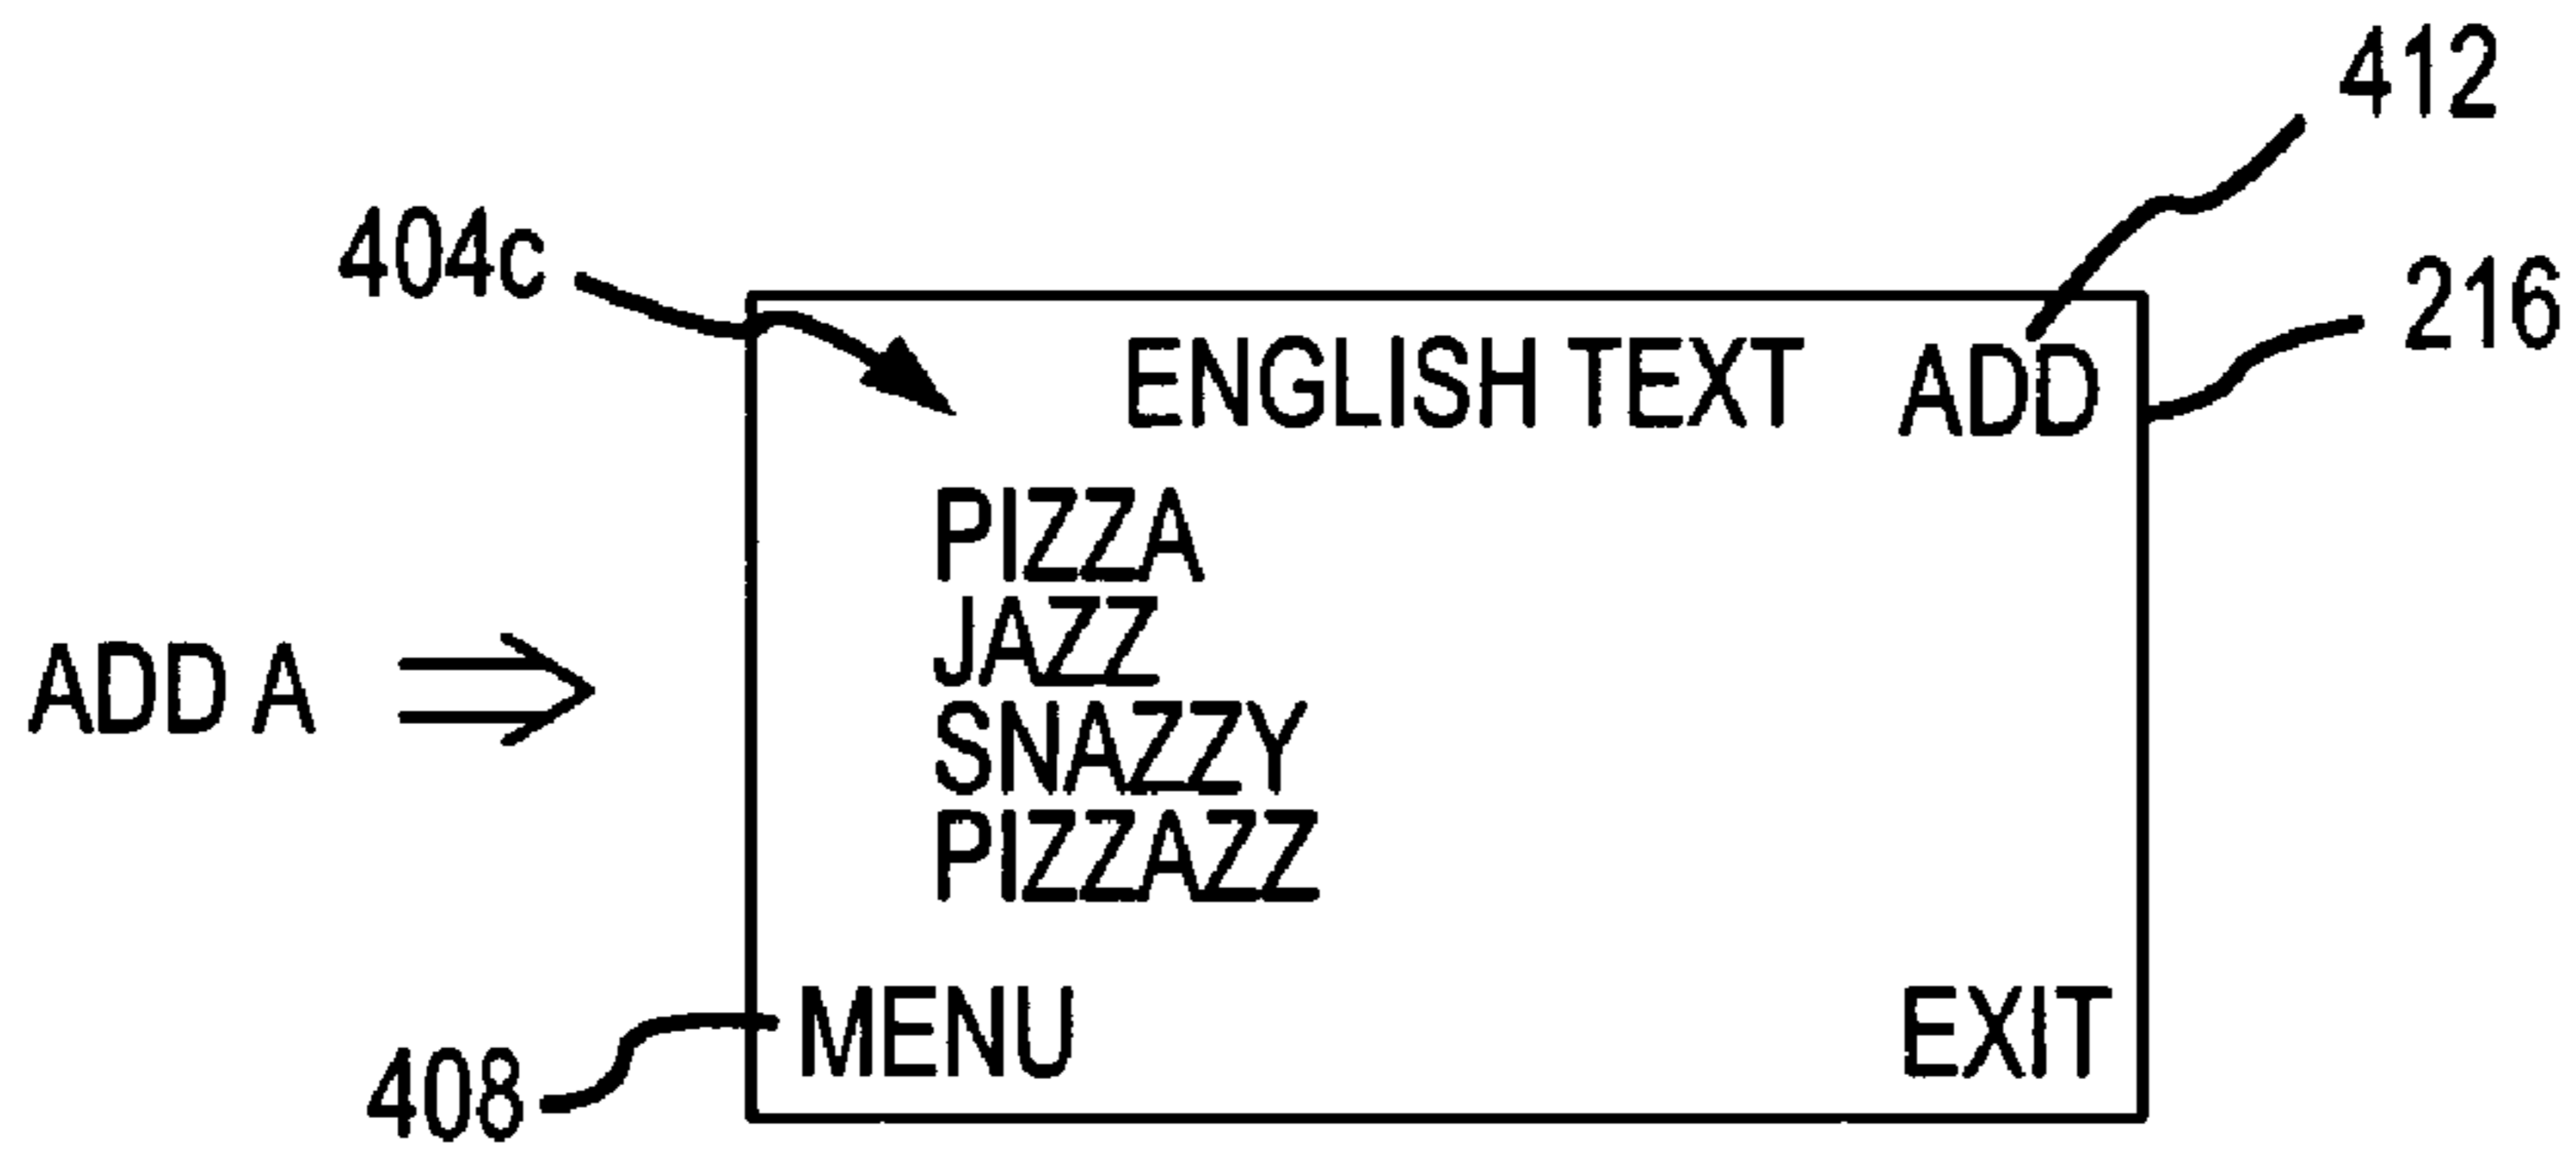 412
404c
216
ENGLISH TEXT ADD
PIZZA
JAZZ
ADD A
SNAZZY
PIZZAZZ
MENU EXIT
408